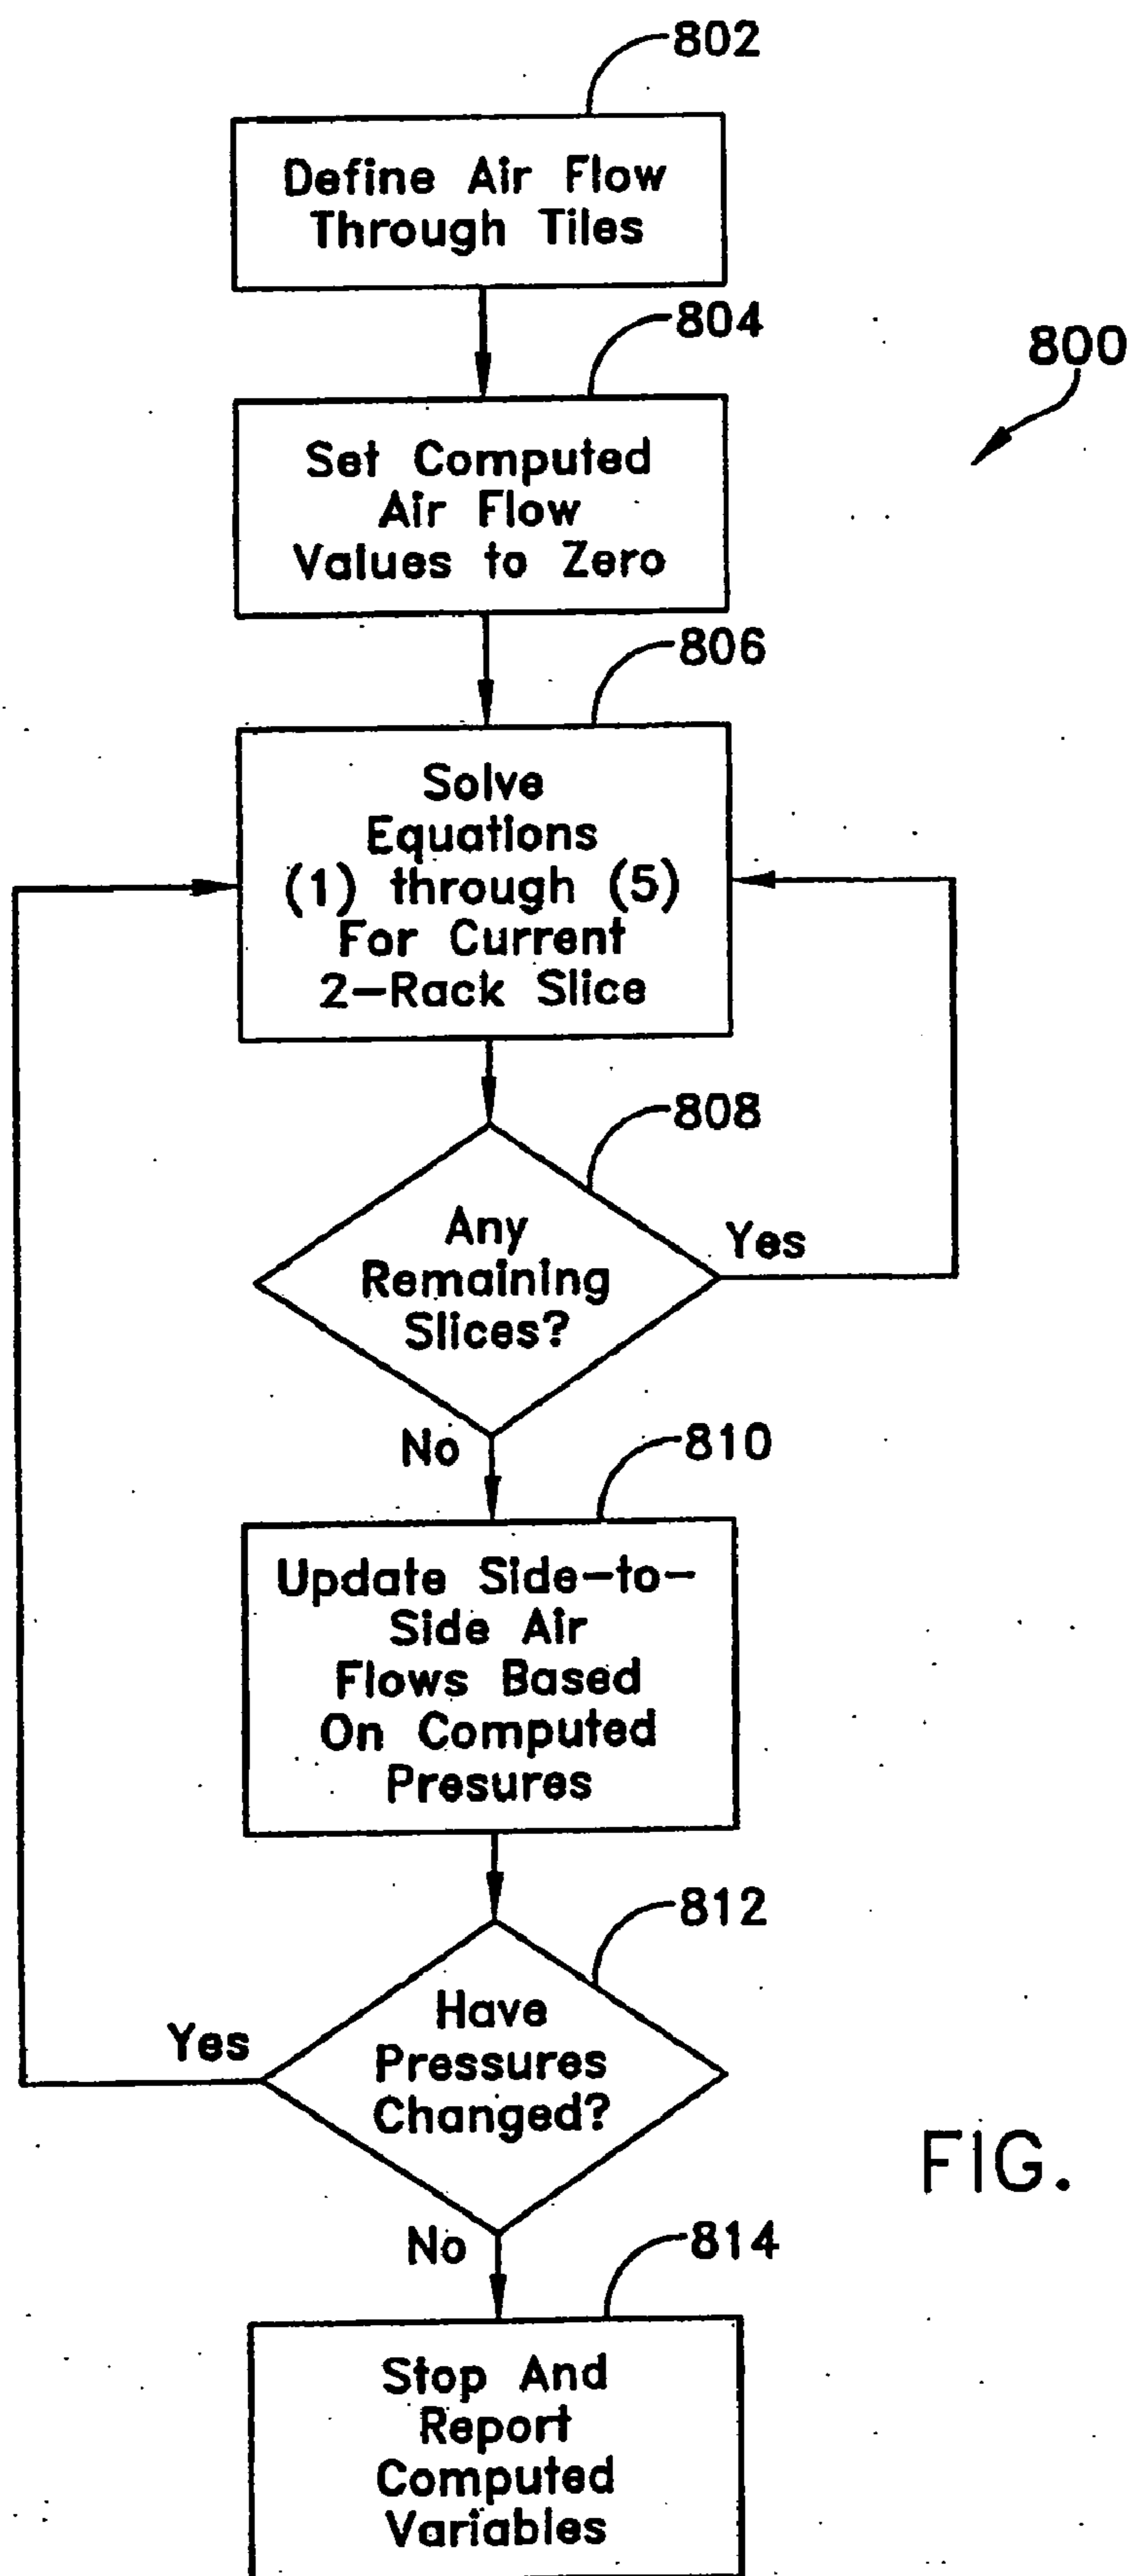 802
Define Air Flow
Through Tiles
804
800
Set Computed
Air Flow
Values to Zero
806
Solve
Equations
(1) through (5)
For Current
2-Rack Slice
808
Any
Remaining
Slices?
Yes
No
810
Update Side-to-
Side Air
Flows Based
On Computed
Presures
812
Have
Pressures
Changed?
Yes
FIG.
No
814
Stop And
Report
Computed
Variables